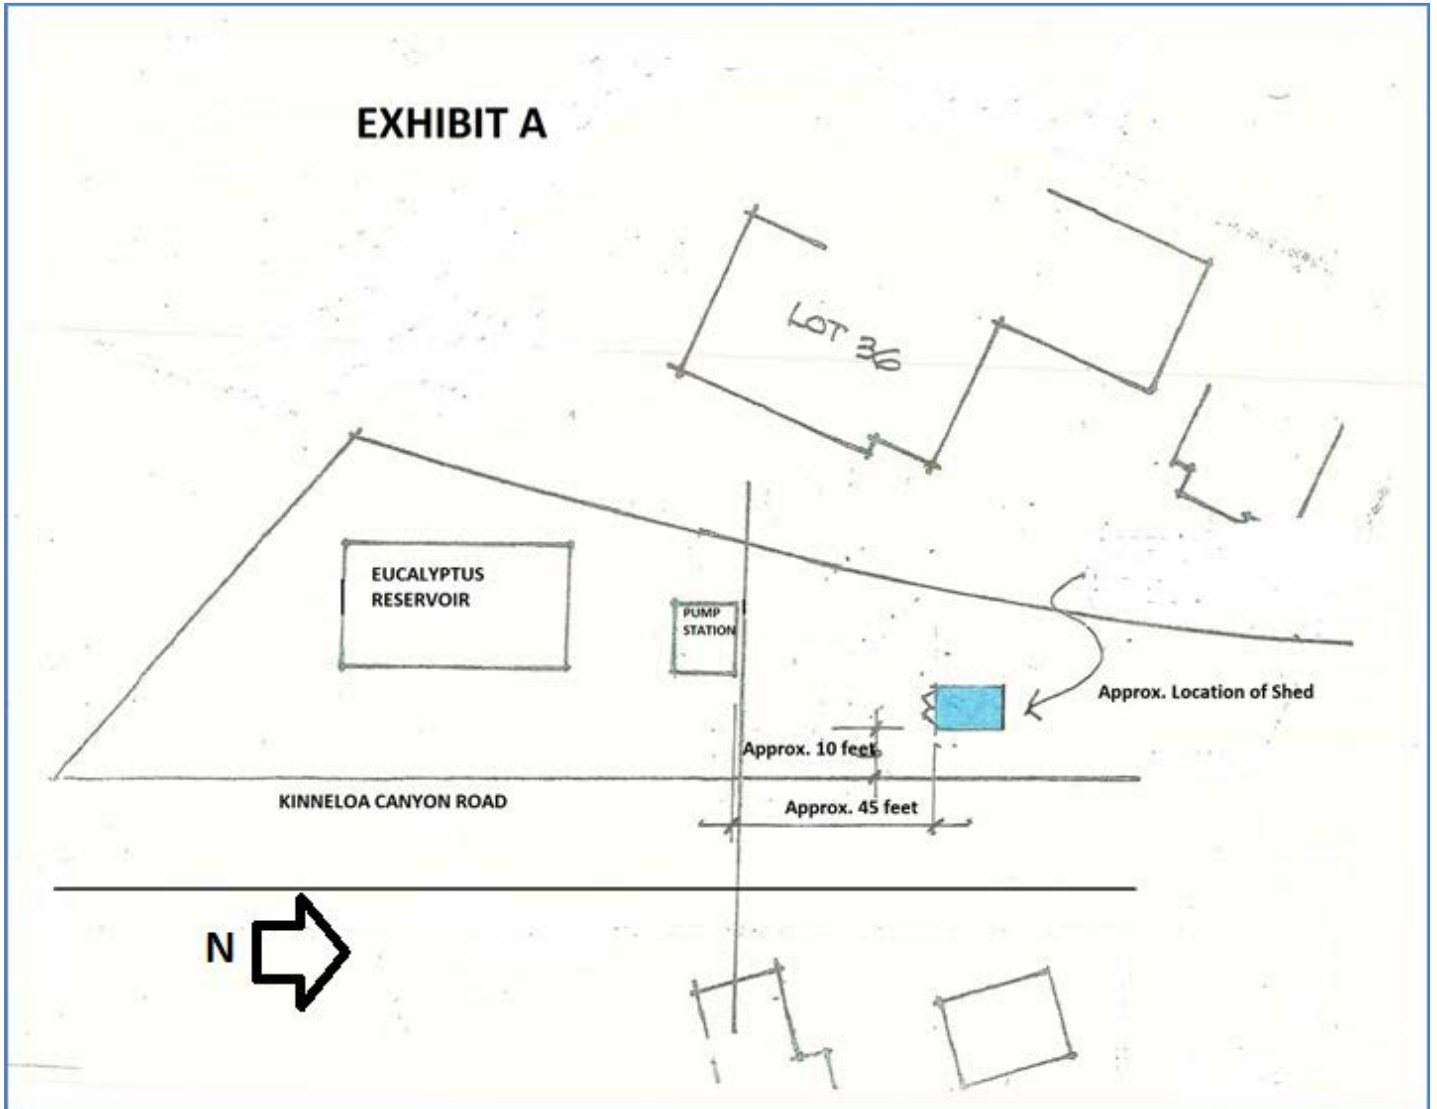 EXHIBIT A
LOT 36
EUCALYPTUS
RESERVOIR
PUMP
STATION
Approx. Location of Shed
Approx. 10 feet
KINNELOA CANYON ROAD
Approx. 45 feet
N